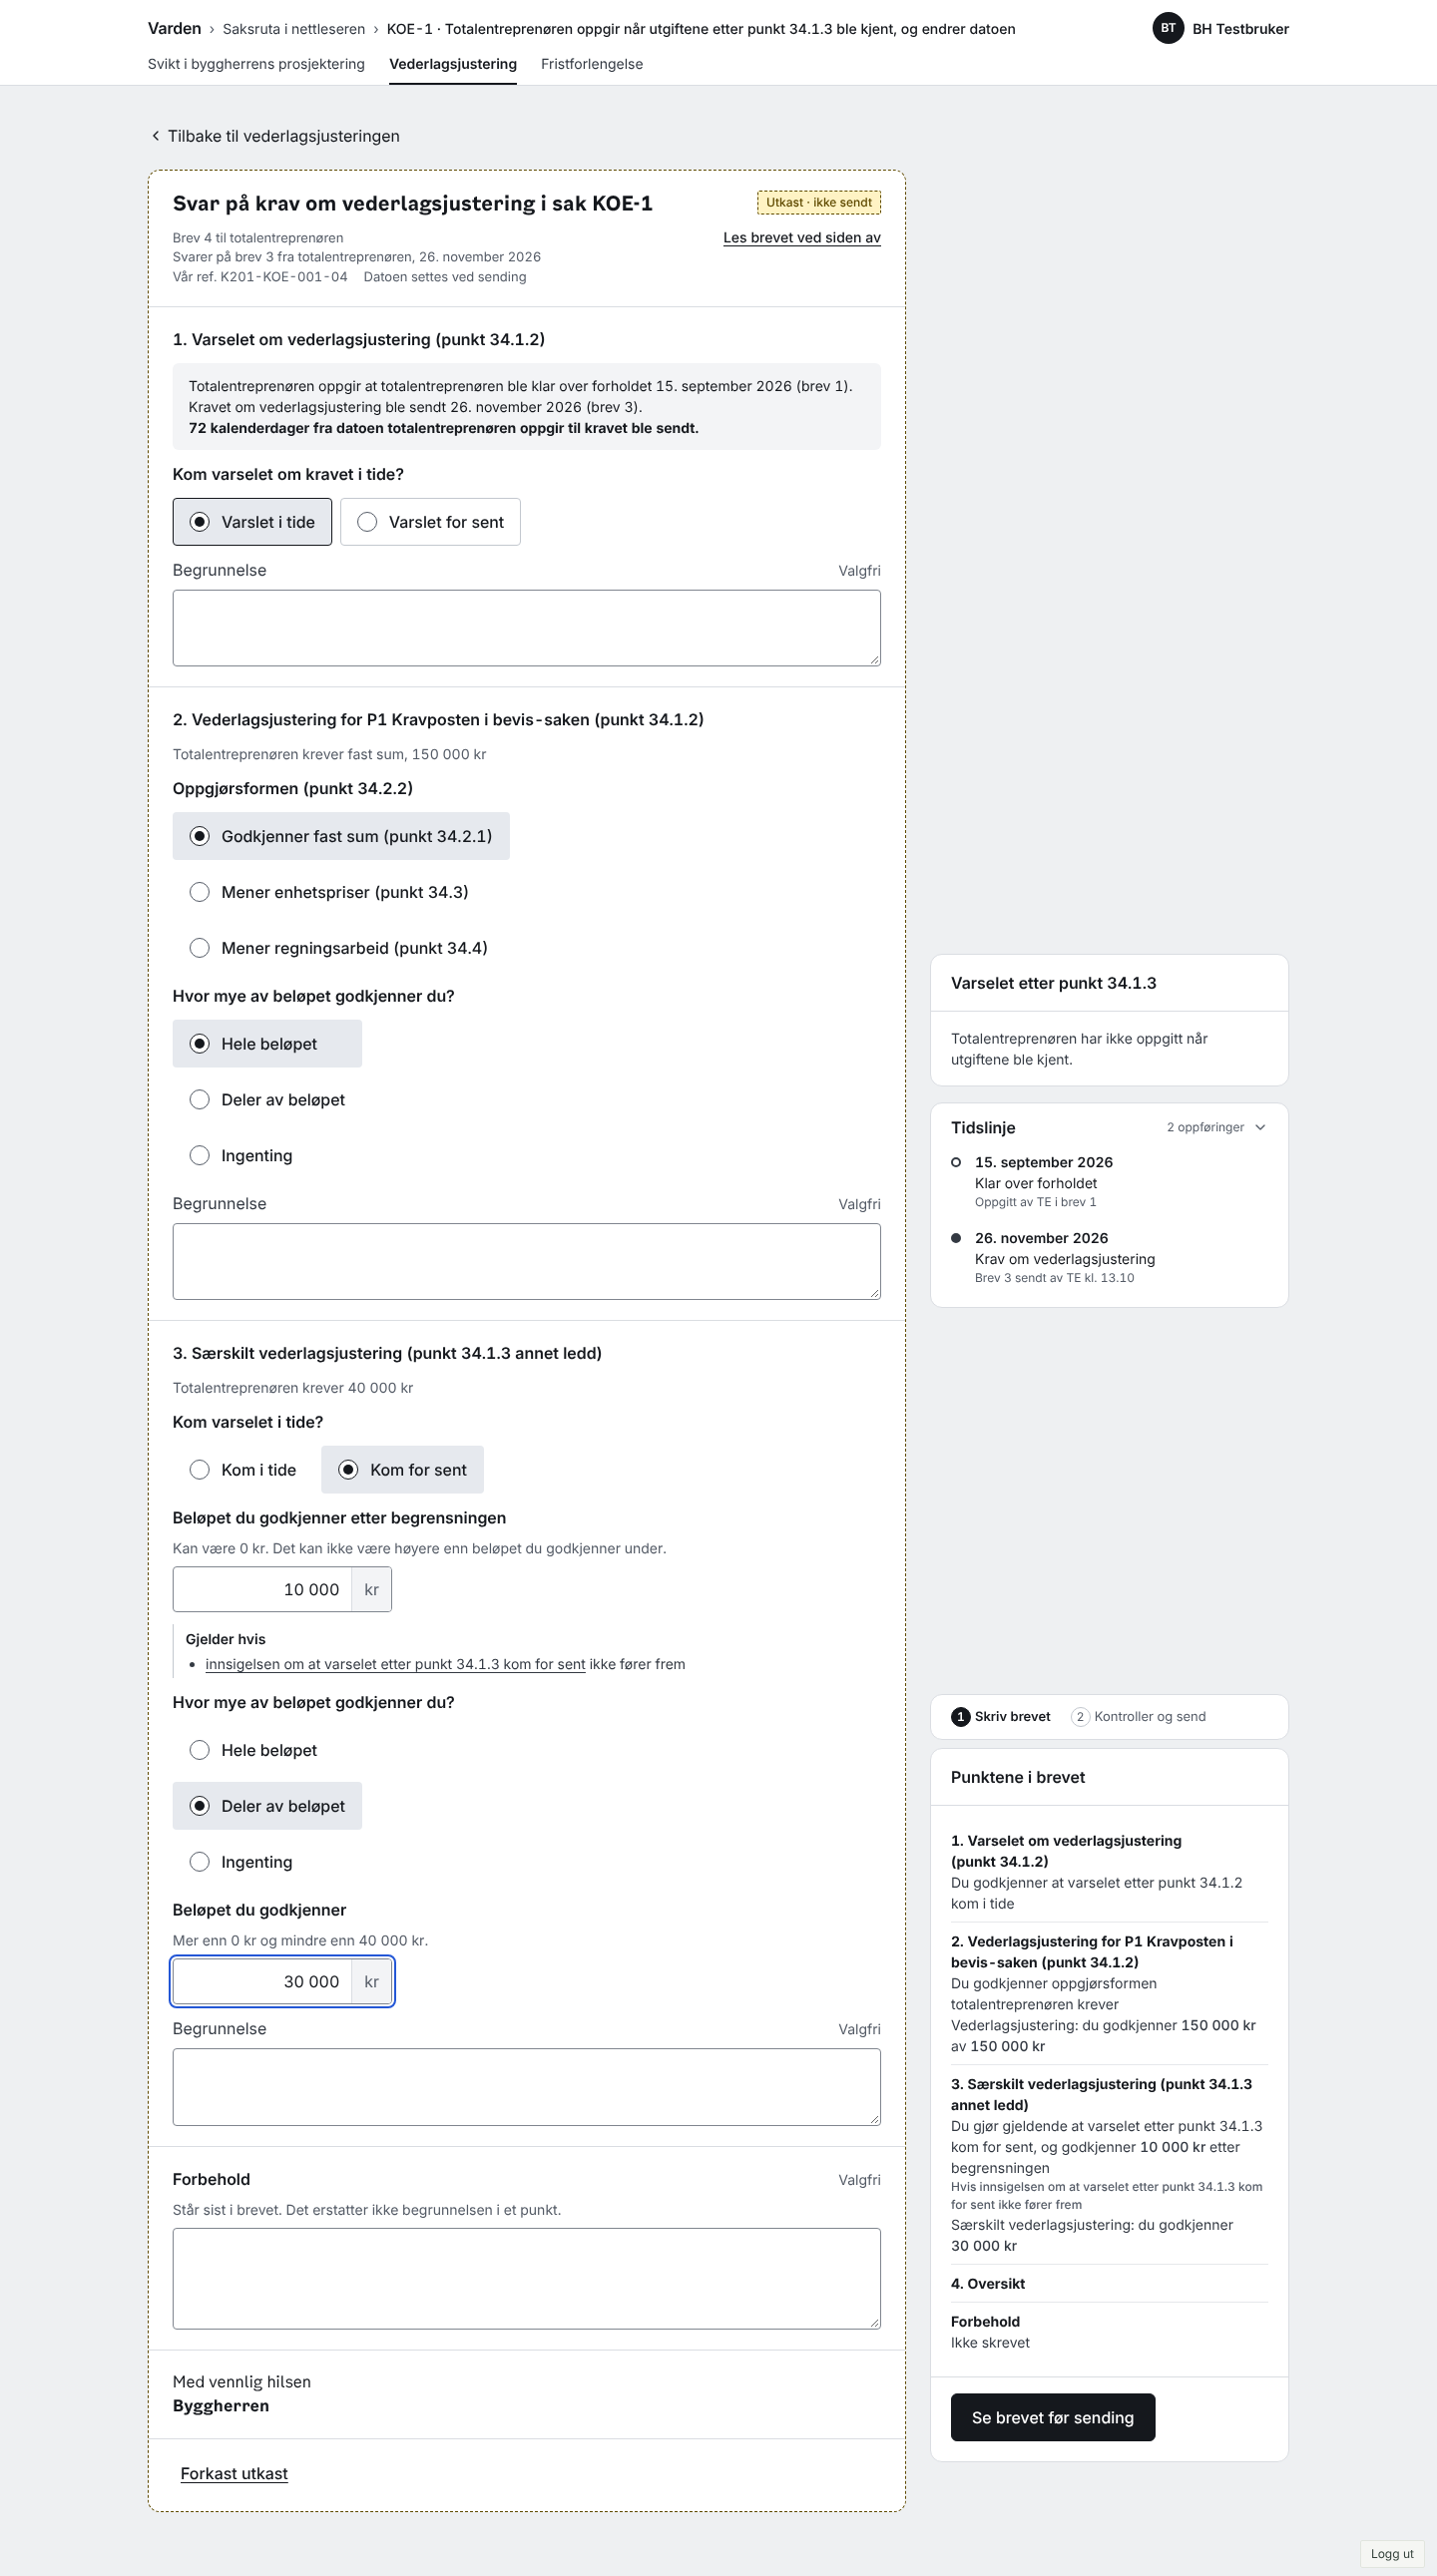 Varden › Saksruta i nettleseren › KOE-1 · Totalentreprenøren oppgir når utgiftene etter punkt 34.1.3 ble kjent, og endrer datoen
BT BH Testbruker
Svikt i byggherrens prosjektering Vederlagsjustering Fristforlengelse
Tilbake til vederlagsjusteringen
Svar på krav om vederlagsjustering i sak KOE-1
Utkast · ikke sendt
Brev 4 til totalentreprenøren
Les brevet ved siden av
Svarer på brev 3 fra totalentreprenøren, 26. november 2026
Vår ref. K201-KOE-001-04 Datoen settes ved sending
1. Varselet om vederlagsjustering (punkt 34.1.2)
Totalentreprenøren oppgir at totalentreprenøren ble klar over forholdet 15. september 2026 (brev 1).
Kravet om vederlagsjustering ble sendt 26. november 2026 (brev 3).
72 kalenderdager fra datoen totalentreprenøren oppgir til kravet ble sendt.
Kom varselet om kravet i tide?
Varslet i tide Varslet for sent
Begrunnelse Valgfri
2. Vederlagsjustering for P1 Kravposten i bevis-saken (punkt 34.1.2)
Totalentreprenøren krever fast sum, 150 000 kr
Oppgjørsformen (punkt 34.2.2)
Godkjenner fast sum (punkt 34.2.1)
Mener enhetspriser (punkt 34.3)
Mener regningsarbeid (punkt 34.4)
Hvor mye av beløpet godkjenner du?
Hele beløpet
Deler av beløpet
Ingenting
Begrunnelse Valgfri
3. Særskilt vederlagsjustering (punkt 34.1.3 annet ledd)
Totalentreprenøren krever 40 000 kr
Kom varselet i tide?
Kom i tide Kom for sent
Beløpet du godkjenner etter begrensningen
Kan være 0 kr. Det kan ikke være høyere enn beløpet du godkjenner under.
10 000 kr
Gjelder hvis
• innsigelsen om at varselet etter punkt 34.1.3 kom for sent ikke fører frem
Hvor mye av beløpet godkjenner du?
Hele beløpet
Deler av beløpet
Ingenting
Beløpet du godkjenner
Mer enn 0 kr og mindre enn 40 000 kr.
30 000 kr
Begrunnelse Valgfri
Forbehold Valgfri
Står sist i brevet. Det erstatter ikke begrunnelsen i et punkt.
Med vennlig hilsen
Byggherren
Forkast utkast
Varselet etter punkt 34.1.3
Totalentreprenøren har ikke oppgitt når
utgiftene ble kjent.
Tidslinje 2 oppføringer
15. september 2026
Klar over forholdet
Oppgitt av TE i brev 1
26. november 2026
Krav om vederlagsjustering
Brev 3 sendt av TE kl. 13.10
1 Skriv brevet 2 Kontroller og send
Punktene i brevet
1. Varselet om vederlagsjustering
(punkt 34.1.2)
Du godkjenner at varselet etter punkt 34.1.2
kom i tide
2. Vederlagsjustering for P1 Kravposten i
bevis-saken (punkt 34.1.2)
Du godkjenner oppgjørsformen
totalentreprenøren krever
Vederlagsjustering: du godkjenner 150 000 kr
av 150 000 kr
3. Særskilt vederlagsjustering (punkt 34.1.3
annet ledd)
Du gjør gjeldende at varselet etter punkt 34.1.3
kom for sent, og godkjenner 10 000 kr etter
begrensningen
Hvis innsigelsen om at varselet etter punkt 34.1.3 kom
for sent ikke fører frem
Særskilt vederlagsjustering: du godkjenner
30 000 kr
4. Oversikt
Forbehold
Ikke skrevet
Se brevet før sending
Logg ut